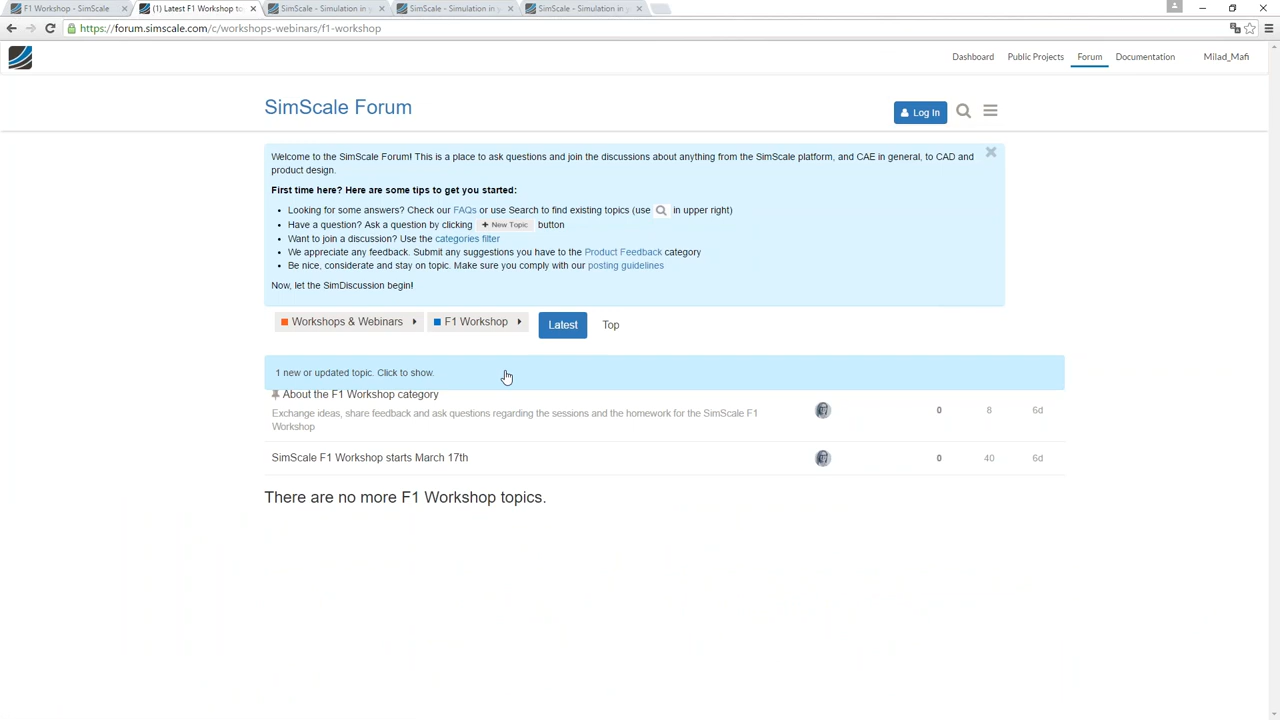 F1 Workshop - SimScale
(1) Latest F1 Workshop to
SimScale - Simulation in y
SimScale - Simulation in y
SimScale - Simulation in y
https://forum.simscale.com/c/workshops-webinars/f1-workshop
Dashboard Public Projects Forum Documentation Milad_Mafi
SimScale Forum
Log In
Welcome to the SimScale Forum! This is a place to ask questions and join the discussions about anything from the SimScale platform, and CAE in general, to CAD and
product design.
First time here? Here are some tips to get you started:
• Looking for some answers? Check our FAQs or use Search to find existing topics (use in upper right)
• Have a question? Ask a question by clicking + New Topic button
• Want to join a discussion? Use the categories filter
• We appreciate any feedback. Submit any suggestions you have to the Product Feedback category
• Be nice, considerate and stay on topic. Make sure you comply with our posting guidelines
Now, let the SimDiscussion begin!
Workshops & Webinars F1 Workshop Latest Top
1 new or updated topic. Click to show.
About the F1 Workshop category
Exchange ideas, share feedback and ask questions regarding the sessions and the homework for the SimScale F1
Workshop
0 8 6d
SimScale F1 Workshop starts March 17th 0 40 6d
There are no more F1 Workshop topics.